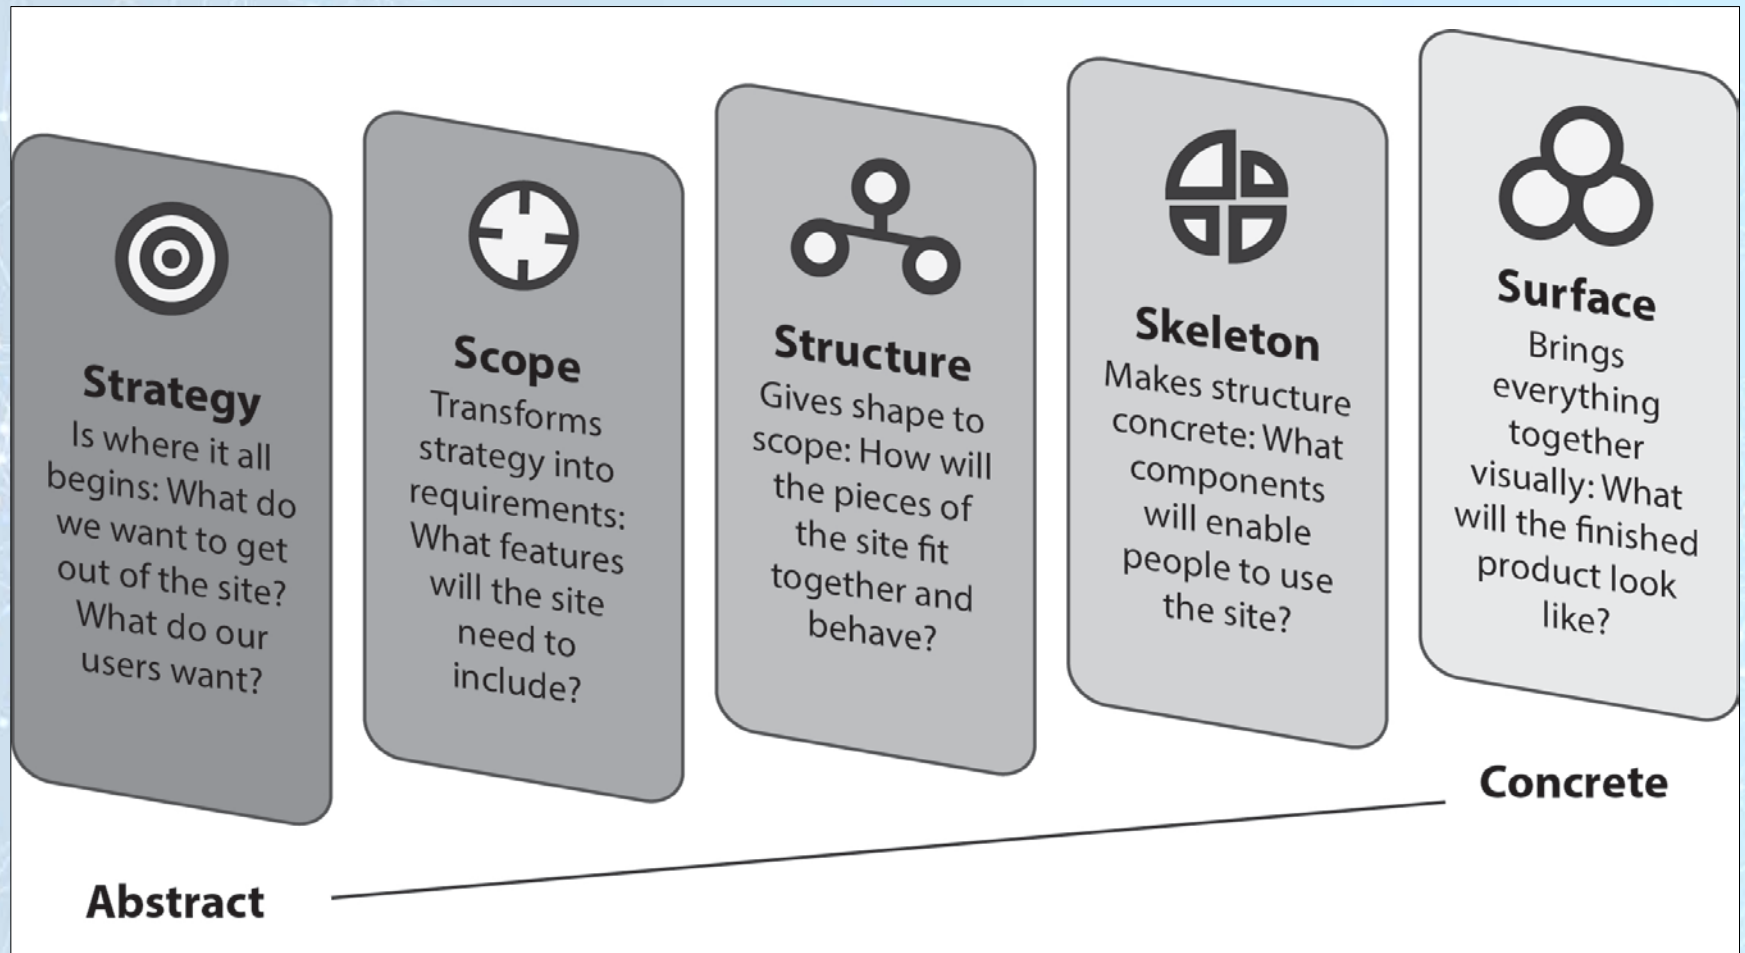 Strategy
Is where it all
begins: What do
we want to get
out of the site?
What do our
users want?
Scope
Transforms
strategy into
requirements:
What features
will the site
need to
include?
Structure
Gives shape to
scope: How will
the pieces of
the site fit
together and
behave?
Skeleton
Makes structure
concrete: What
components
will enable
people to use
the site?
Surface
Brings
everything
together
visually: What
will the finished
product look
like?
Abstract
Concrete